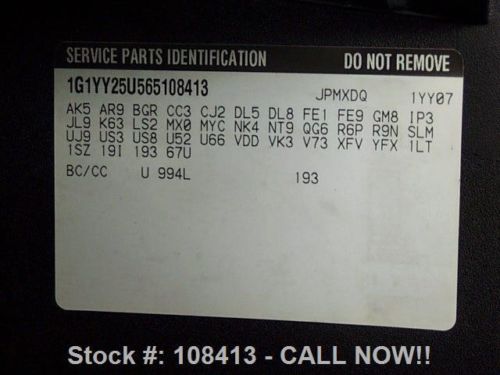 SERVICE PARTS IDENTIFICATION DO NOT REMOVE
1G1YY25U565108413 JPMXDQ 1YY07
AK5 AR9 BGR CC3 CJ2 DL5 DL8 FE1 FE9 GM8 IP3
JL9 K63 LS2 MX0 MYC NK4 NT9 QG6 R6P R9N SLM
UJ9 US3 US8 U52 U66 VDD VK3 V73 XFV YFX 1LT
1SZ 19I 193 67U
BC/CC U 994L 193
Stock #: 108413 - CALL NOW!!